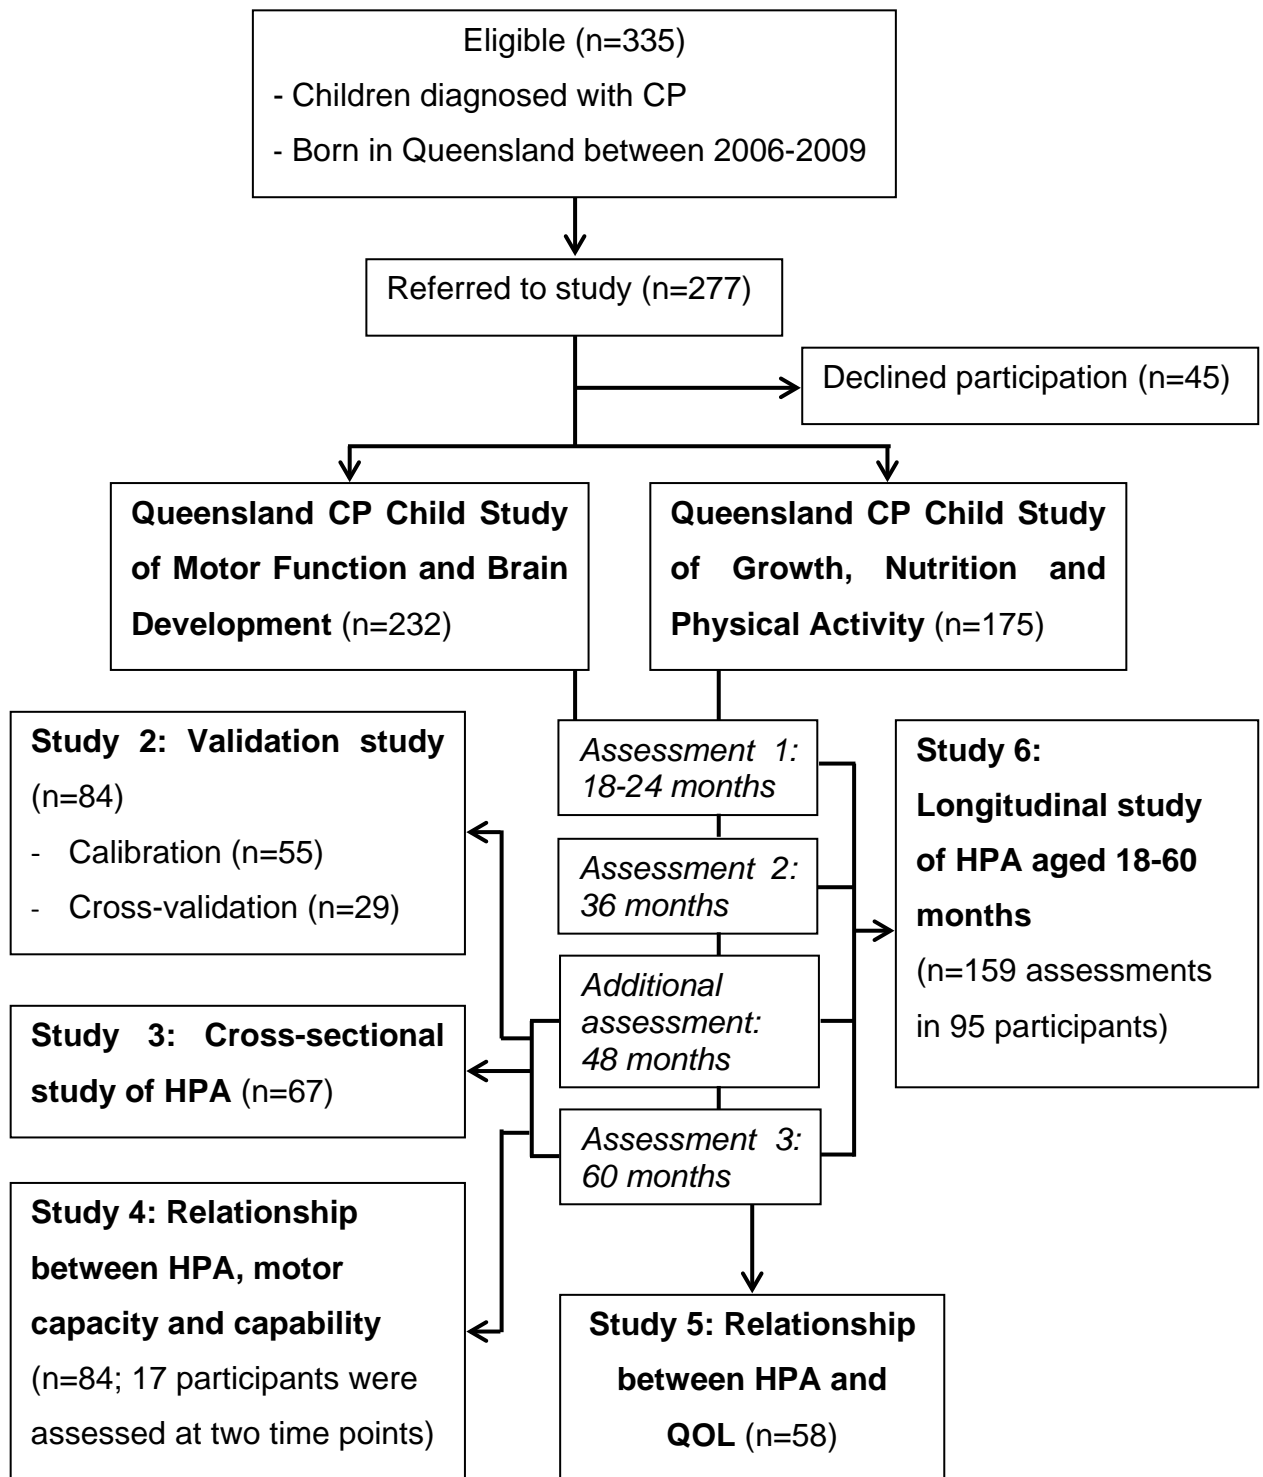 Eligible (n=335)
- Children diagnosed with CP
- Born in Queensland between 2006-2009
Referred to study (n=277)
Declined participation (n=45)
Queensland CP Child Study
of Motor Function and Brain
Development (n=232)
Queensland CP Child Study
of Growth, Nutrition and
Physical Activity (n=175)
Study 2: Validation study
(n=84)
- Calibration (n=55)
- Cross-validation (n=29)
Study 3: Cross-sectional
study of HPA (n=67)
Study 4: Relationship
between HPA, motor
capacity and capability
(n=84; 17 participants were
assessed at two time points)
Assessment 1:
18-24 months
Assessment 2:
36 months
Additional
assessment:
48 months
Assessment 3:
60 months
Study 5: Relationship
between HPA and
QOL (n=58)
Study 6:
Longitudinal study
of HPA aged 18-60
months
(n=159 assessments
in 95 participants)